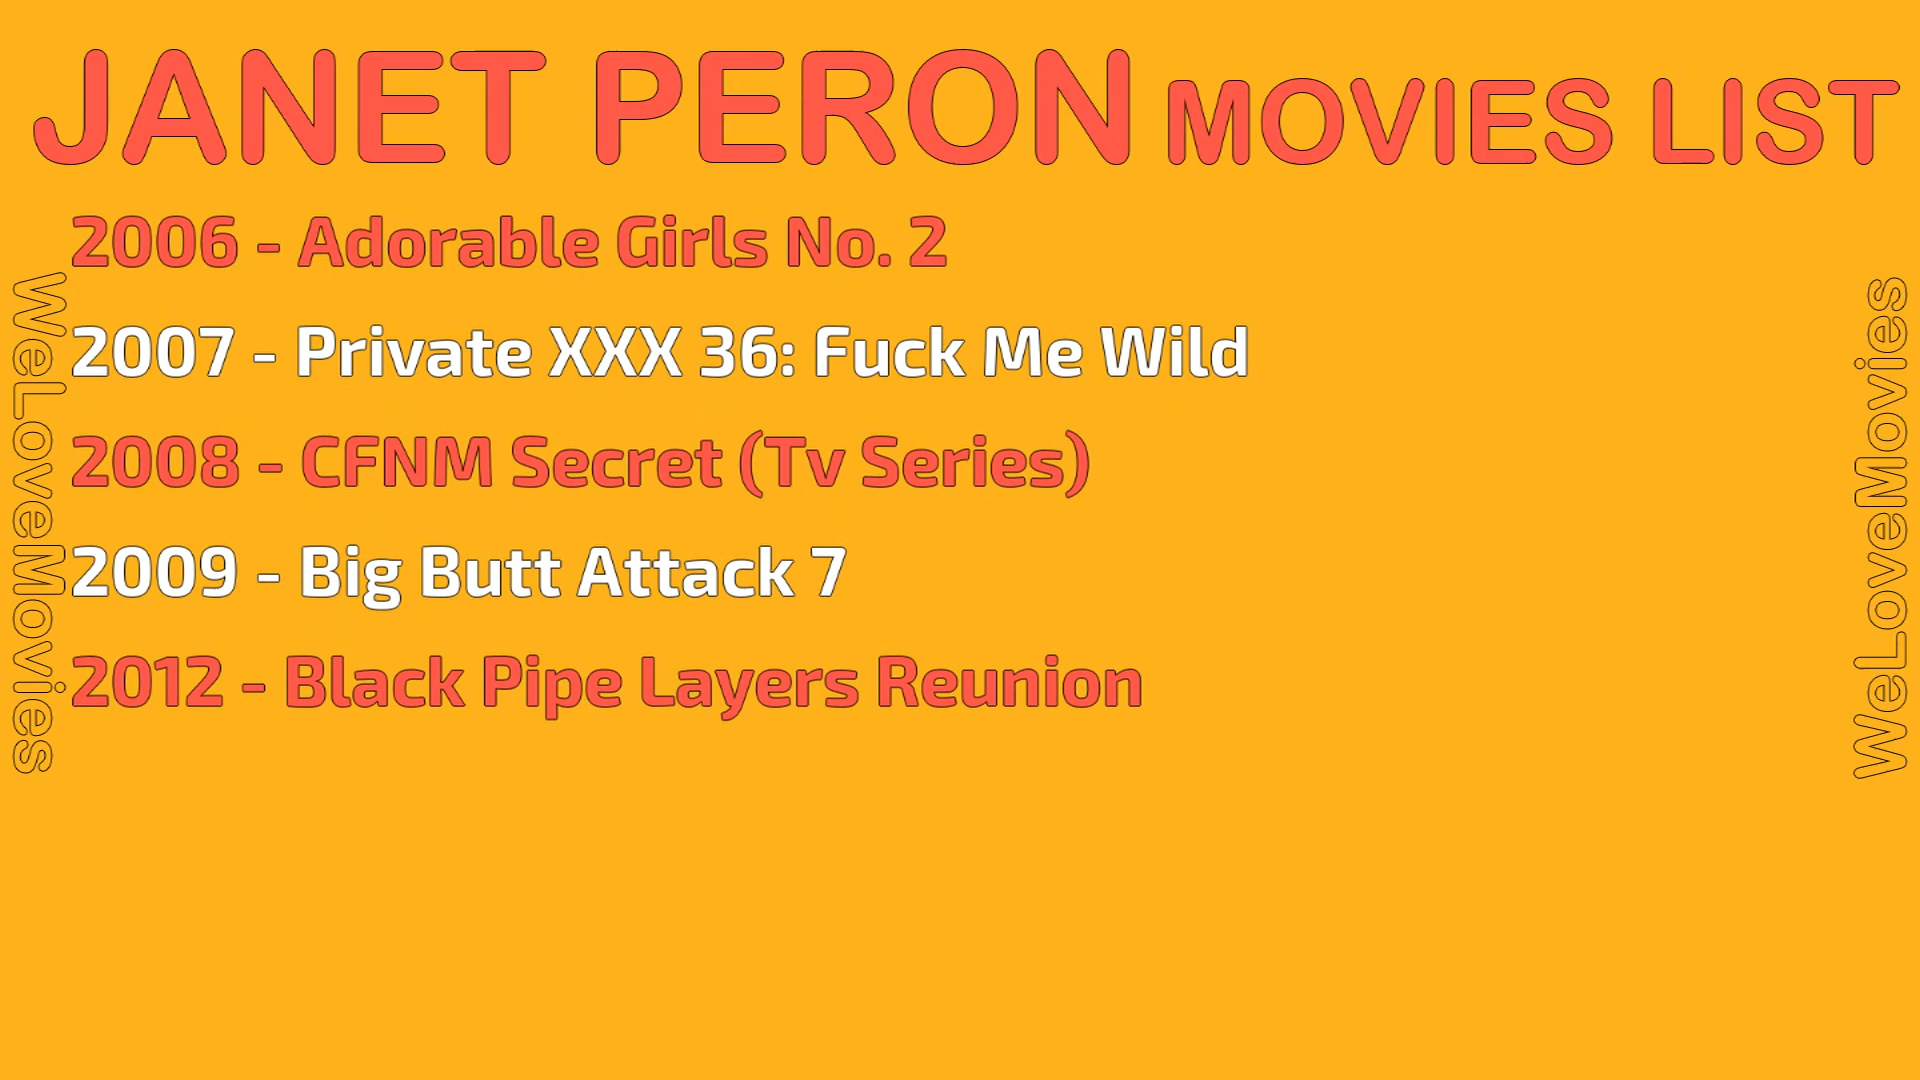 JANET PERON MOVIES LIST
2006 - Adorable Girls No. 2
2007 - Private XXX 36: Fuck Me Wild
2008 - CFNM Secret (Tv Series)
2009 - Big Butt Attack 7
2012 - Black Pipe Layers Reunion
WeLoveMovies
WeLoveMovies